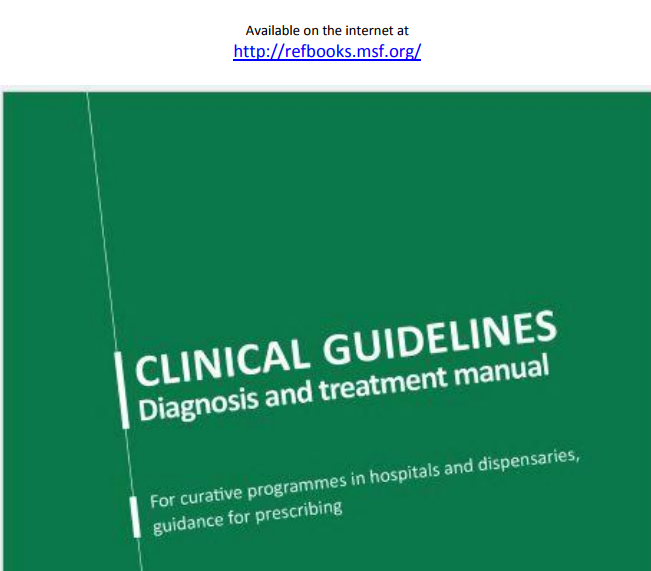 Available on the internet at
http://refbooks.msf.org/
CLINICAL GUIDELINES
Diagnosis and treatment manual
For curative programmes in hospitals and dispensaries,
guidance for prescribing